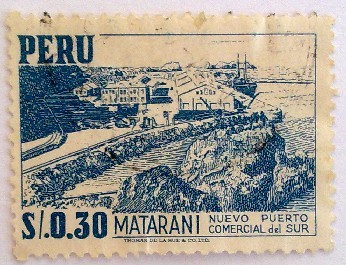 PERU
S/.0.30 MATARANI NUEVO PUERTO
COMERCIAL del SUR
THOMAS DE LA RUE & CO. LTD.